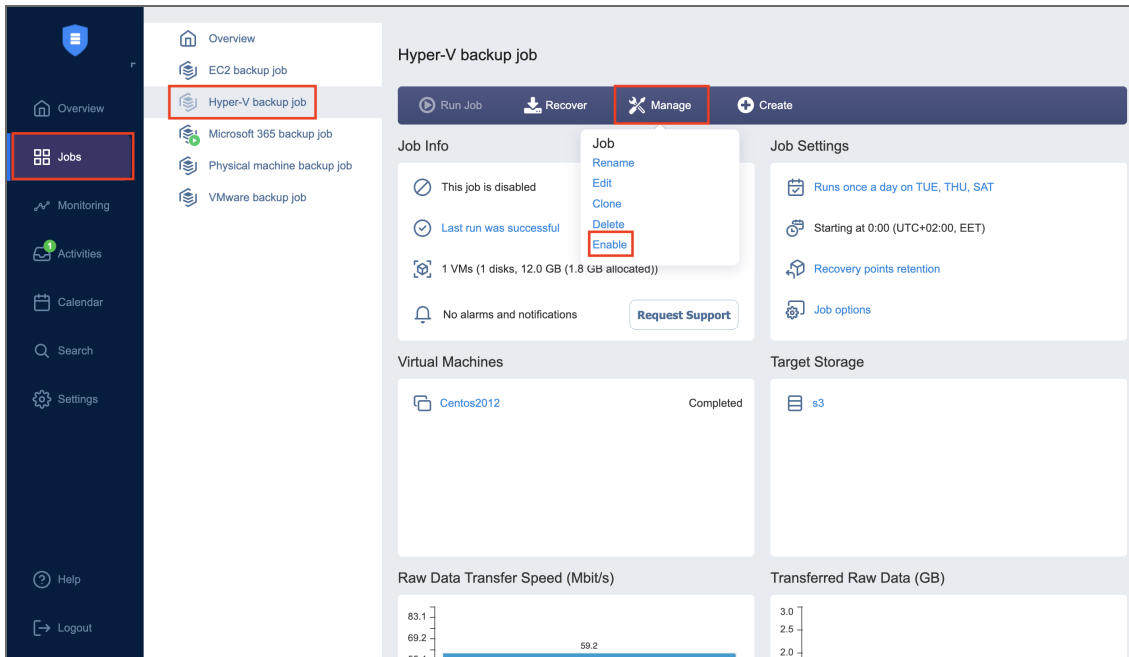 Overview
Jobs
Monitoring
1
Activities
Calendar
Search
Settings
Help
Logout
Overview
EC2 backup job
Hyper-V backup job
Microsoft 365 backup job
Physical machine backup job
VMware backup job
Hyper-V backup job
Run Job Recover Manage Create
Job
Rename
Edit
Clone
Delete
Enable
Job Info
This job is disabled
Last run was successful
1 VMs (1 disks, 12.0 GB (1.8 GB allocated))
No alarms and notifications Request Support
Job Settings
Runs once a day on TUE, THU, SAT
Starting at 0:00 (UTC+02:00, EET)
Recovery points retention
Job options
Virtual Machines
Centos2012 Completed
Target Storage
s3
Raw Data Transfer Speed (Mbit/s)
83.1
69.2
59.2
Transferred Raw Data (GB)
3.0
2.5
2.0